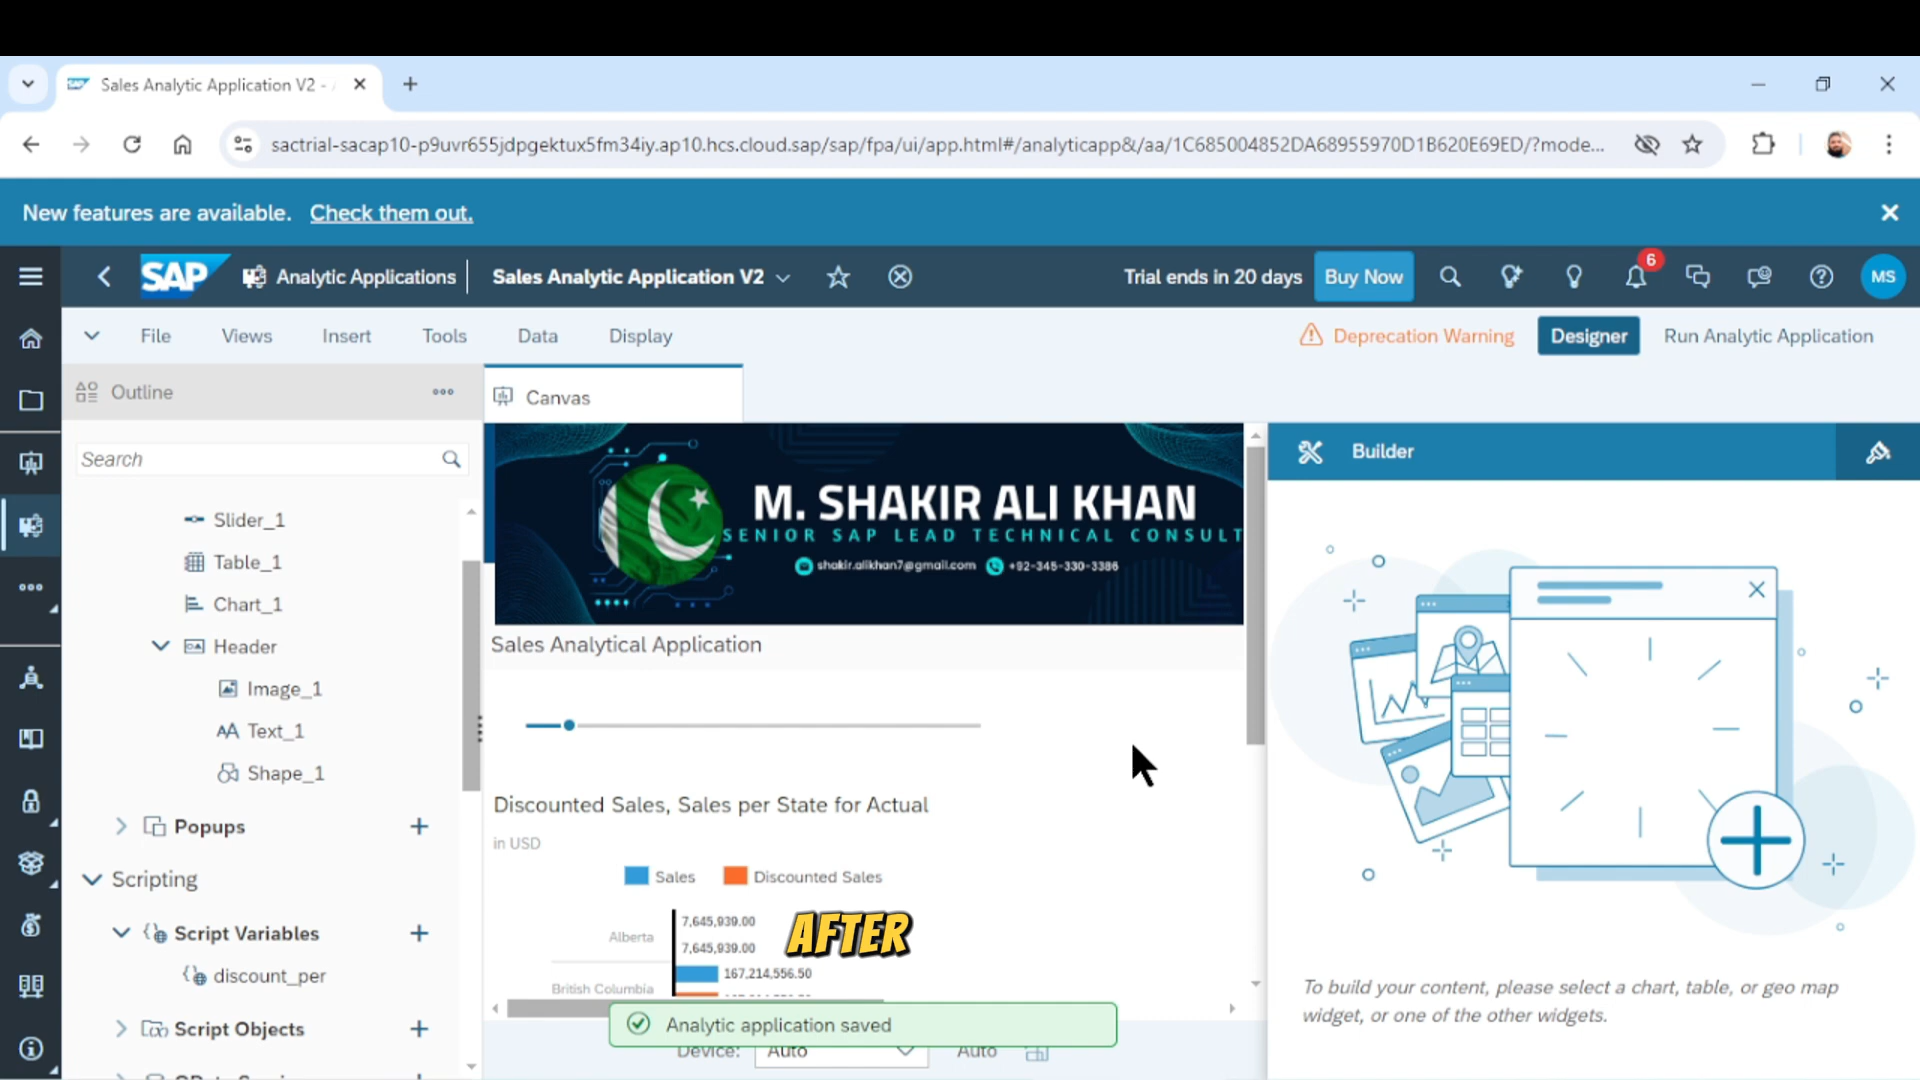 Sales Analytic Application V2 -
sactrial-sacap10-p9uvr655jdpgektux5fm34iy.ap10.hcs.cloud.sap/sap/fpa/ui/app.html#/analyticapp&/aa/1C685004852DA68955970D1B620E69ED/?mode...
New features are available. Check them out.
SAP Analytic Applications Sales Analytic Application V2 Trial ends in 20 days Buy Now 6 MS
File Views Insert Tools Data Display Deprecation Warning Designer Run Analytic Application
Outline
Canvas
Search
Builder
Slider_1
Table_1
Chart_1
Header
Image_1
Text_1
Shape_1
Popups
Scripting
Script Variables
discount_per
Script Objects
M. SHAKIR ALI KHAN
SENIOR SAP LEAD TECHNICAL CONSULT
shakir.alikhan7@gmail.com +92-345-330-3386
Sales Analytical Application
Discounted Sales, Sales per State for Actual
in USD
Sales Discounted Sales
Alberta
7,645,939.00
7,645,939.00
AFTER
British Columbia
167,214,556.50
Analytic application saved
Device: Auto Auto
To build your content, please select a chart, table, or geo map
widget, or one of the other widgets.